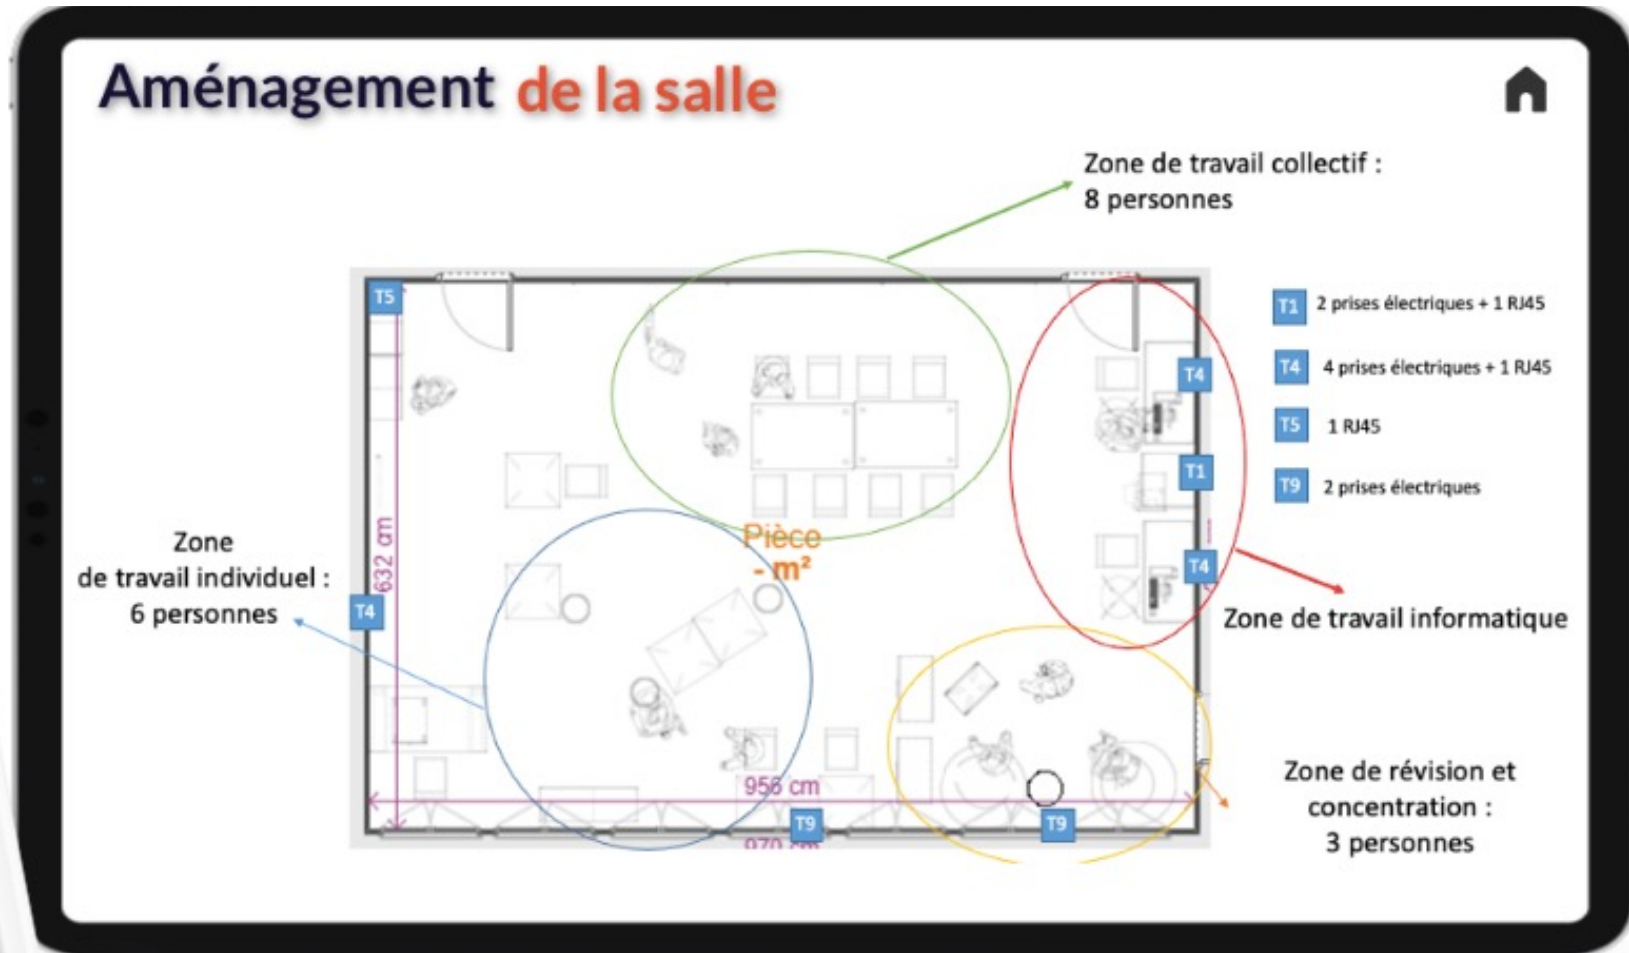 Aménagement de la salle
Zone de travail collectif :
8 personnes
T5
T1 2 prises électriques + 1 RJ45
T4
T4 4 prises électriques + 1 RJ45
T5 1 RJ45
T1
T9 2 prises électriques
Pièce
- m²
632 cm
Zone
de travail individuel :
6 personnes
T4
T4
Zone de travail informatique
956 cm
Zone de révision et
concentration :
3 personnes
T9
T9
970 cm